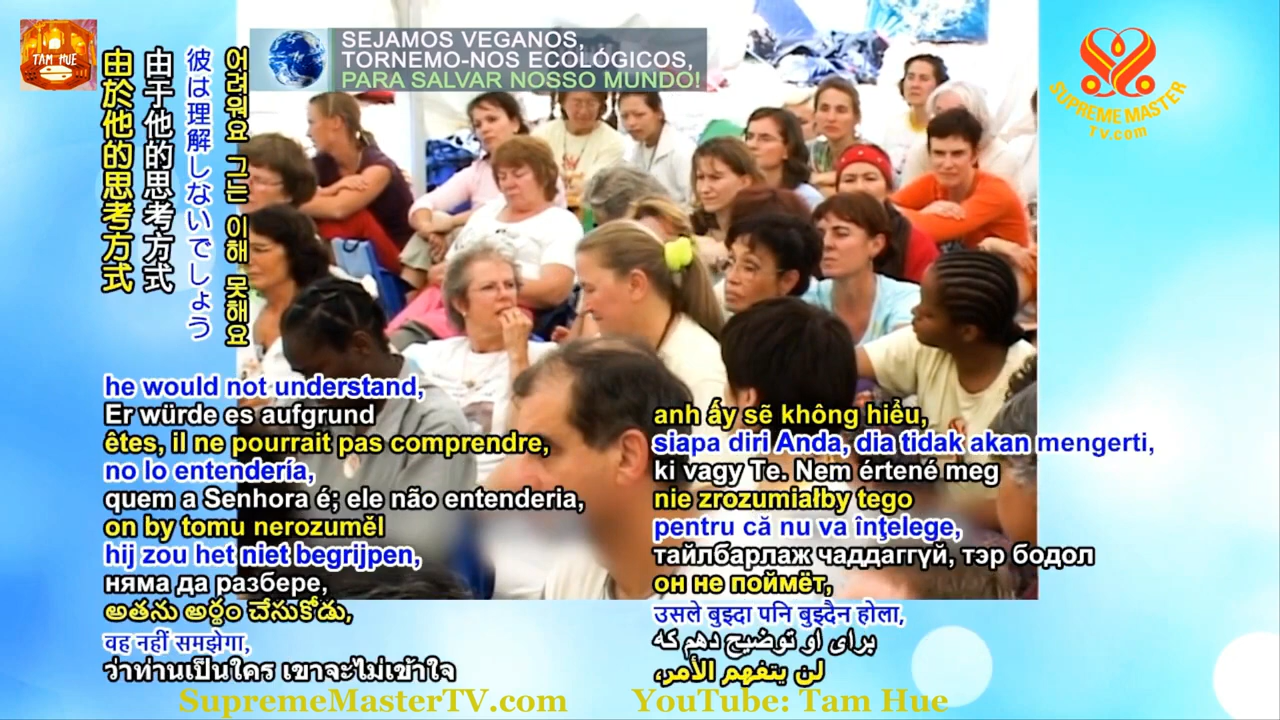 TAM HUE
SEJAMOS VEGANOS,
TORNEMO-NOS ECOLÓGICOS,
PARA SALVAR NOSSO MUNDO!
SUPREME MASTER
TV.com
由於他的思考方式
由于他的思考方式
彼は理解しないでしょう
어려워요 그는 이해 못해요
he would not understand,
Er würde es aufgrund
êtes, il ne pourrait pas comprendre,
no lo entendería,
quem a Senhora é; ele não entenderia,
on by tomu nerozuměl
hij zou het niet begrijpen,
няма да разбере,
అతను అర్థం చేసుకోడు,
वह नहीं समझेगा,
ว่าท่านเป็นใคร เขาจะไม่เข้าใจ
anh ấy sẽ không hiểu,
siapa diri Anda, dia tidak akan mengerti,
ki vagy Te. Nem értené meg
nie zrozumiałby tego
pentru că nu va înţelege,
тайлбарлаж чаддаггүй, тэр бодол
он не поймёт,
उसले बुझ्दा पनि बुझ्दैन होला,
برای او توضیح دهم که
لن يتفهم الأمر،
SupremeMasterTV.com YouTube: Tam Hue